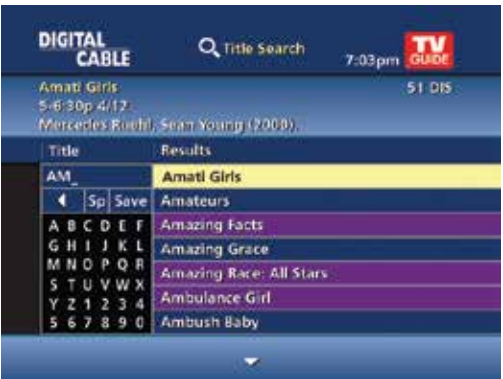 DIGITAL CABLE
Title Search
7:03pm
TV GUIDE
Amati Girls
51 DIS
5-6:30p 4/12
Mercedes Ruehl, Sean Young (2000).
Title
Results
AM_
Amati Girls
Sp Save
Amateurs
A B C D E F
Amazing Facts
G H I J K L
Amazing Grace
M N O P Q R
Amazing Race: All Stars
S T U V W X
Ambulance Girl
Y Z 1 2 3 4
5 6 7 8 9 0
Ambush Baby